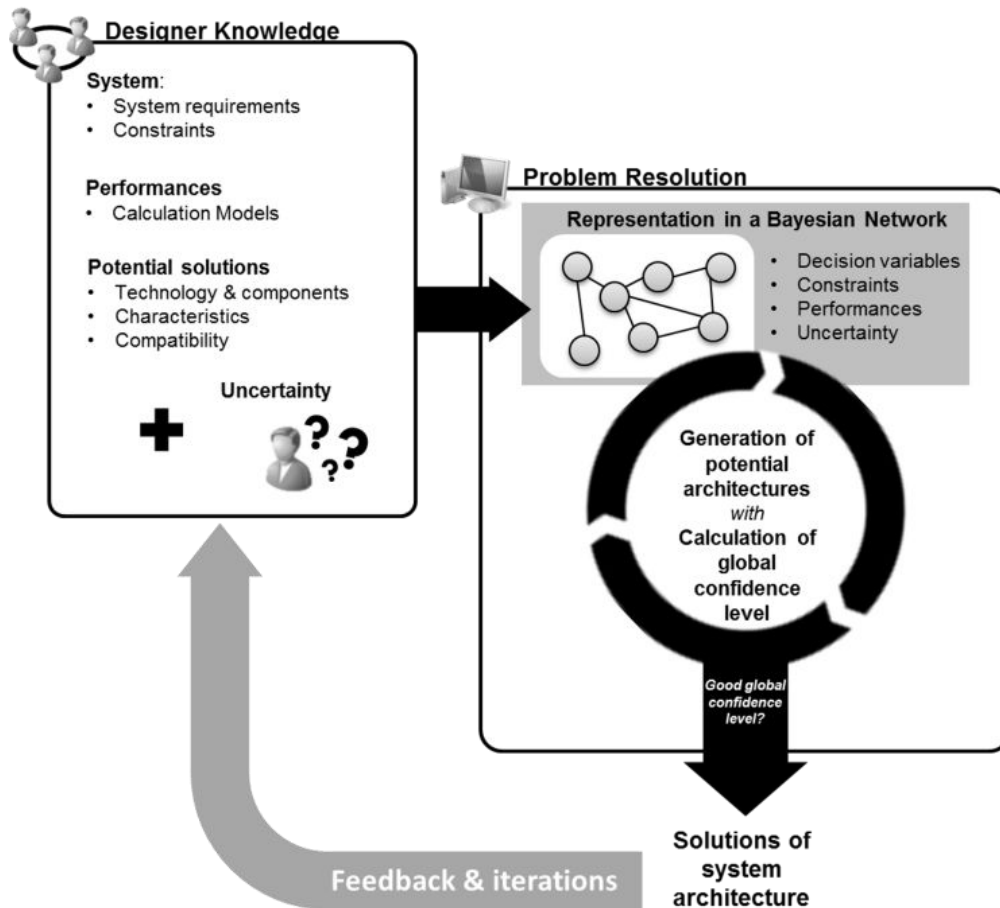 Designer Knowledge
System:
• System requirements
• Constraints
Performances
• Calculation Models
Potential solutions
• Technology & components
• Characteristics
• Compatibility
Uncertainty
? ? ? ?
Problem Resolution
Representation in a Bayesian Network
• Decision variables
• Constraints
• Performances
• Uncertainty
Generation of
potential
architectures
with
Calculation of
global
confidence
level
Good global
confidence
level?
Solutions of
system
architecture
Feedback & iterations